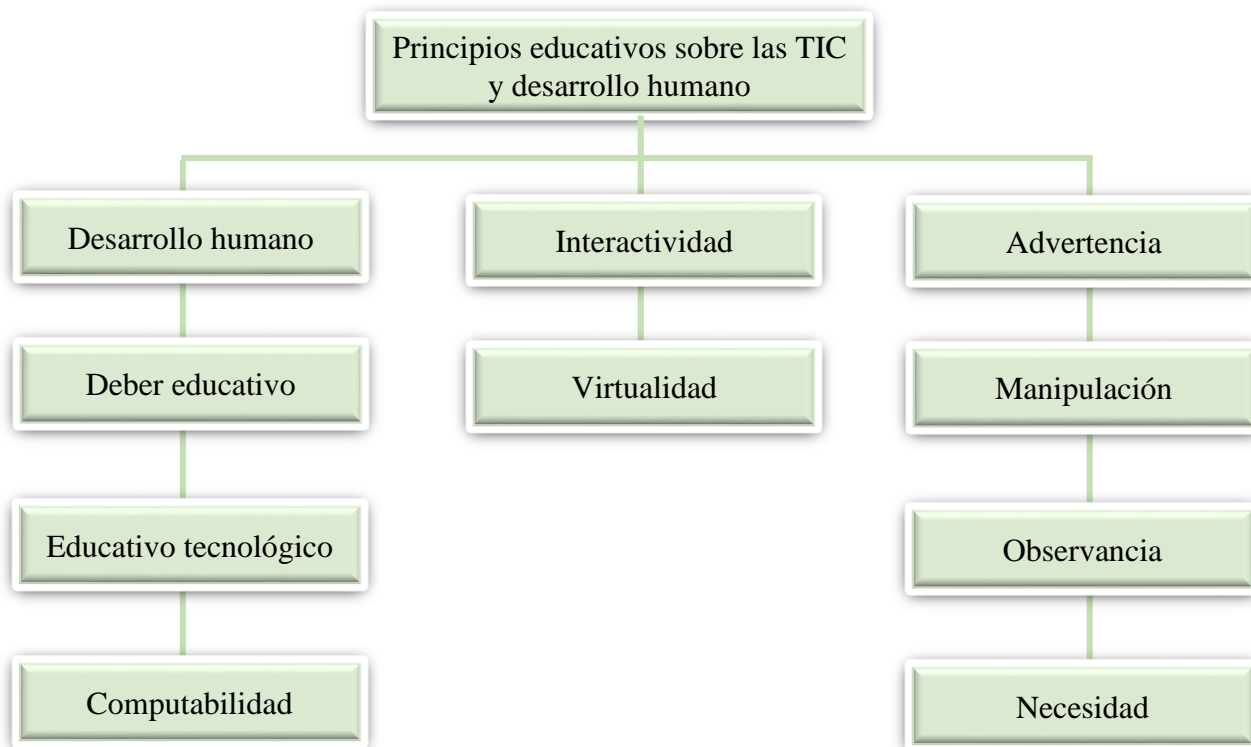 Principios educativos sobre las TIC
y desarrollo humano
Desarrollo humano
Interactividad
Advertencia
Deber educativo
Virtualidad
Manipulación
Educativo tecnológico
Observancia
Computabilidad
Necesidad